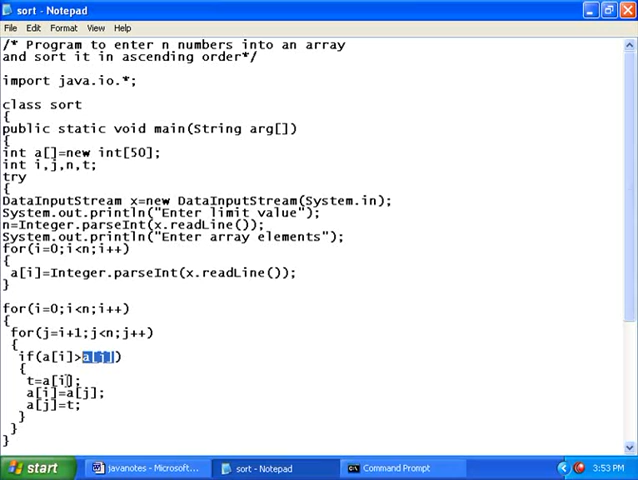 sort - Notepad
File Edit Format View Help
/* Program to enter n numbers into an array
and sort it in ascending order*/
import java.io.*;
class sort
{
public static void main(String arg[])
{
int a[]=new int[50];
int i,j,n,t;
try
{
DataInputStream x=new DataInputStream(System.in);
System.out.println("Enter limit value");
n=Integer.parseInt(x.readLine());
System.out.println("Enter array elements");
for(i=0;i<n;i++)
{
a[i]=Integer.parseInt(x.readLine());
}
for(i=0;i<n;i++)
{
for(j=i+1;j<n;j++)
{
if(a[i]>a[j])
{
t=a[i];
a[i]=a[j];
a[j]=t;
}
}
}
start javanotes - Microsoft... sort - Notepad Command Prompt 3:53 PM